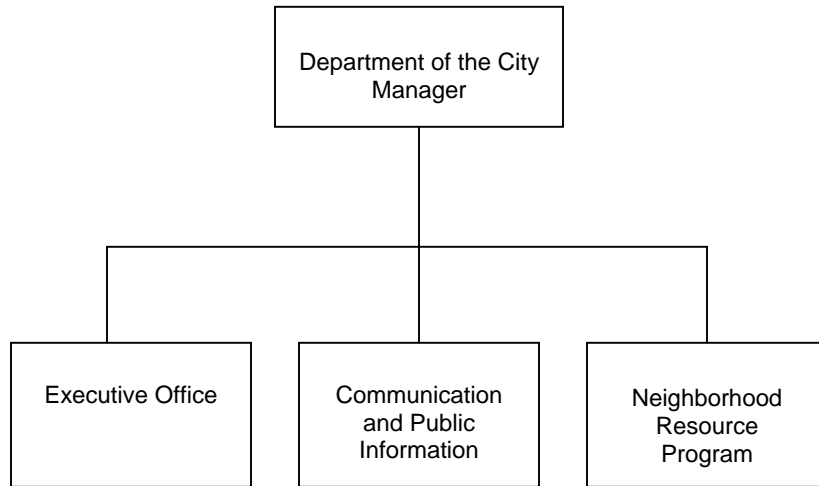 Department of the City
Manager
Executive Office
Communication
and Public
Information
Neighborhood
Resource
Program